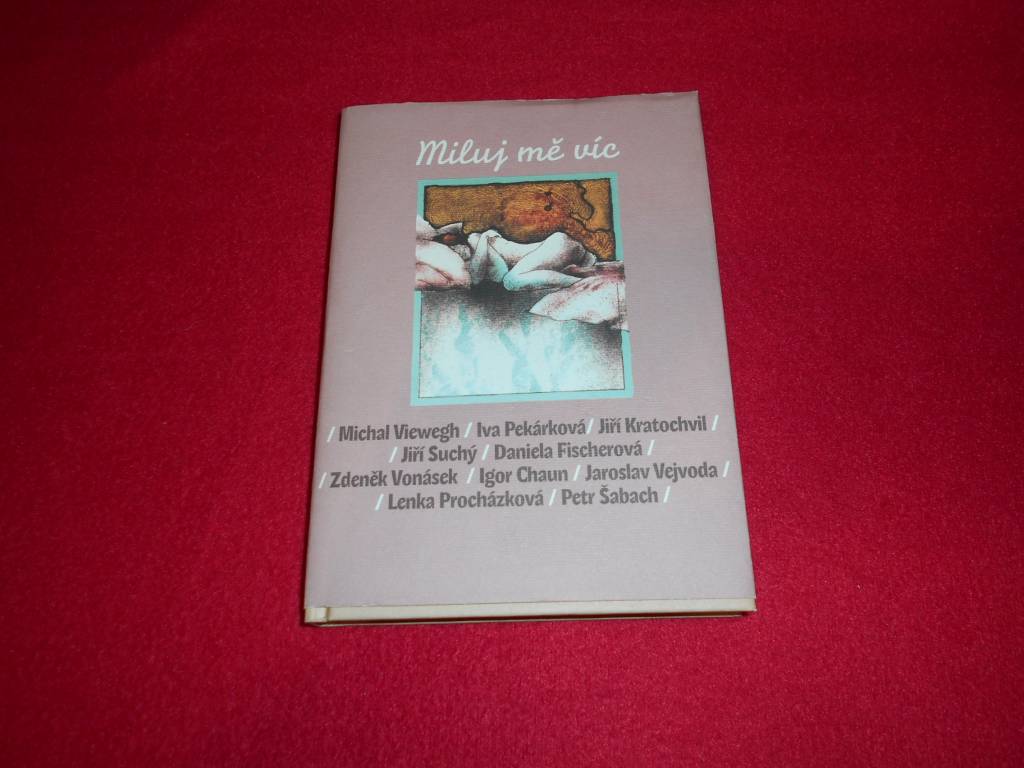 Miluj mě víc
/ Michal Viewegh / Iva Pekárková / Jiří Kratochvil /
/ Jiří Suchý / Daniela Fischerová /
/ Zdeněk Vonásek / Igor Chaun / Jaroslav Vejvoda /
/ Lenka Procházková / Petr Šabach /